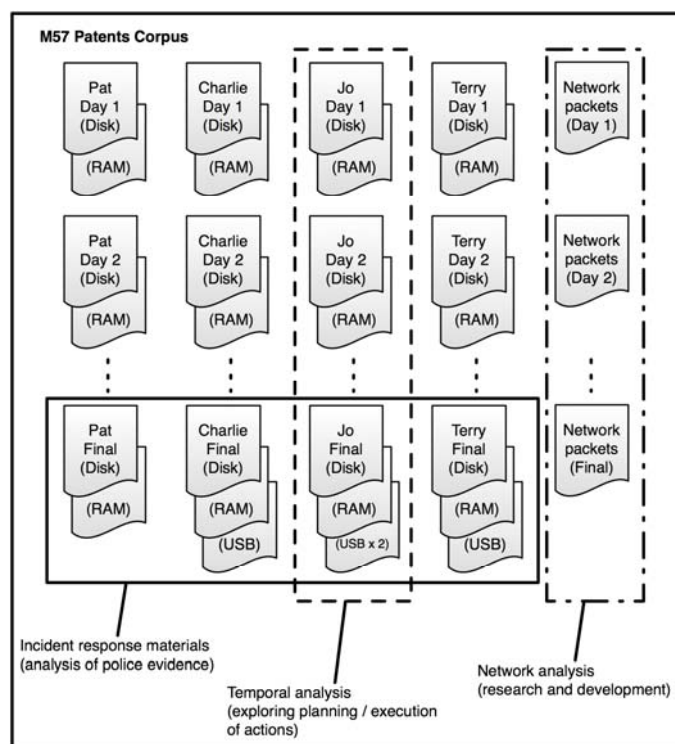 M57 Patents Corpus
Pat
Day 1
(Disk)
(RAM)
Charlie
Day 1
(Disk)
(RAM)
Jo
Day 1
(Disk)
(RAM)
Terry
Day 1
(Disk)
(RAM)
Network
packets
(Day 1)
Pat
Day 2
(Disk)
(RAM)
Charlie
Day 2
(Disk)
(RAM)
Jo
Day 2
(Disk)
(RAM)
Terry
Day 2
(Disk)
(RAM)
Network
packets
(Day 2)
Pat
Final
(Disk)
(RAM)
Charlie
Final
(Disk)
(RAM)
(USB)
Jo
Final
(Disk)
(RAM)
(USB x 2)
Terry
Final
(Disk)
(RAM)
(USB)
Network
packets
(Final)
Incident response materials
(analysis of police evidence)
Temporal analysis
(exploring planning / execution
of actions)
Network analysis
(research and development)